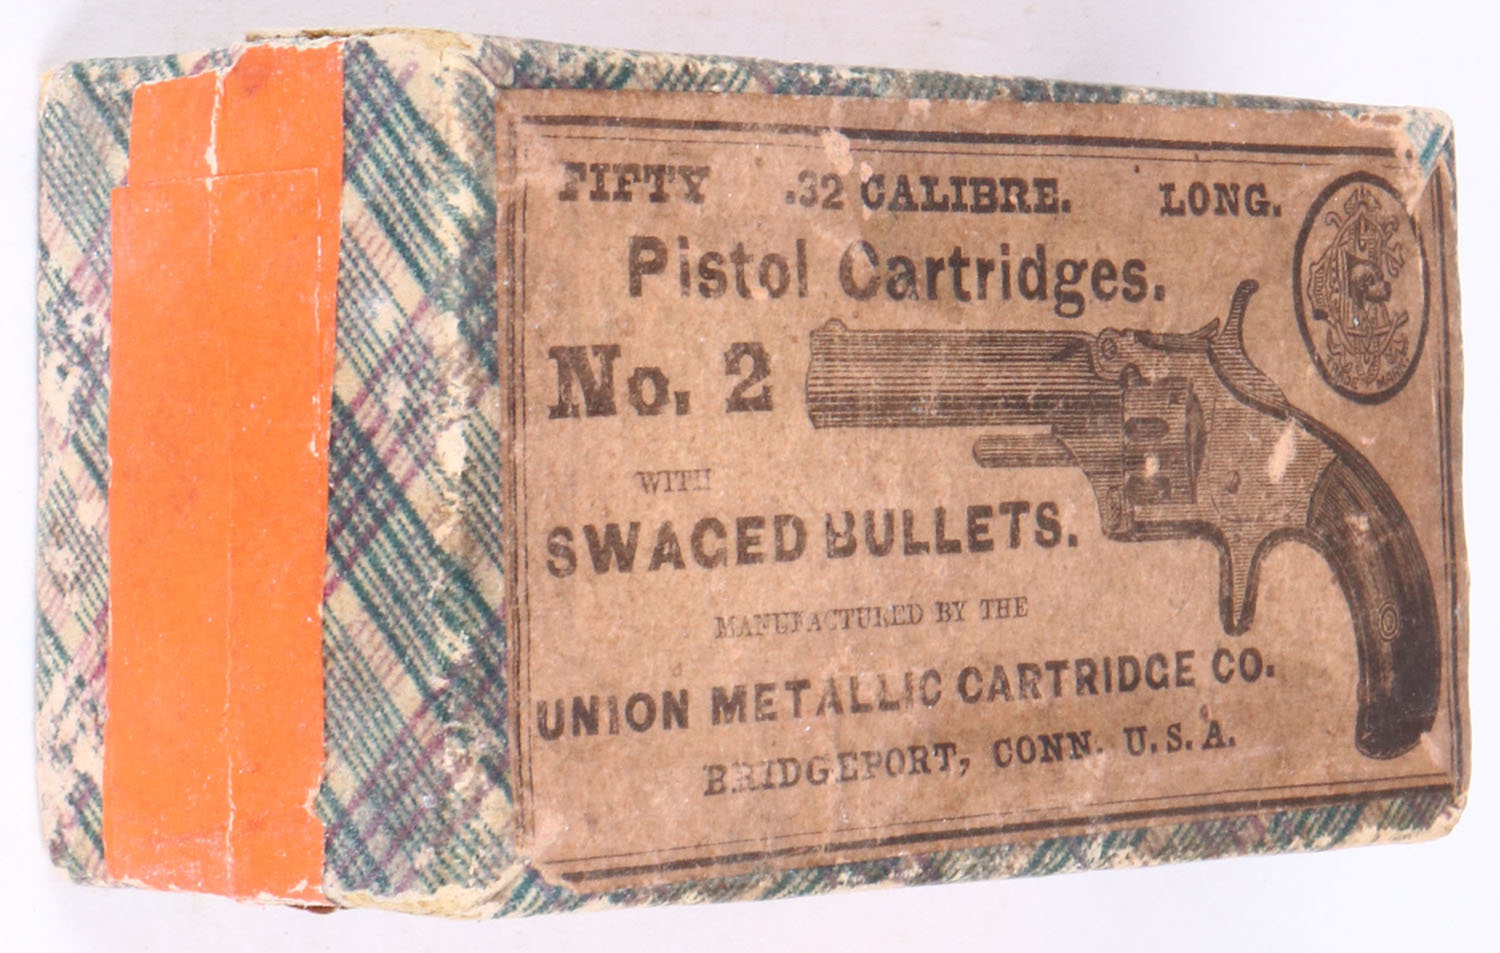 FIFTY .32 CALIBRE. LONG.
Pistol Cartridges.
No. 2
WITH
SWAGED BULLETS.
MANUFACTURED BY THE
UNION METALLIC CARTRIDGE CO.
BRIDGEPORT, CONN. U.S.A.